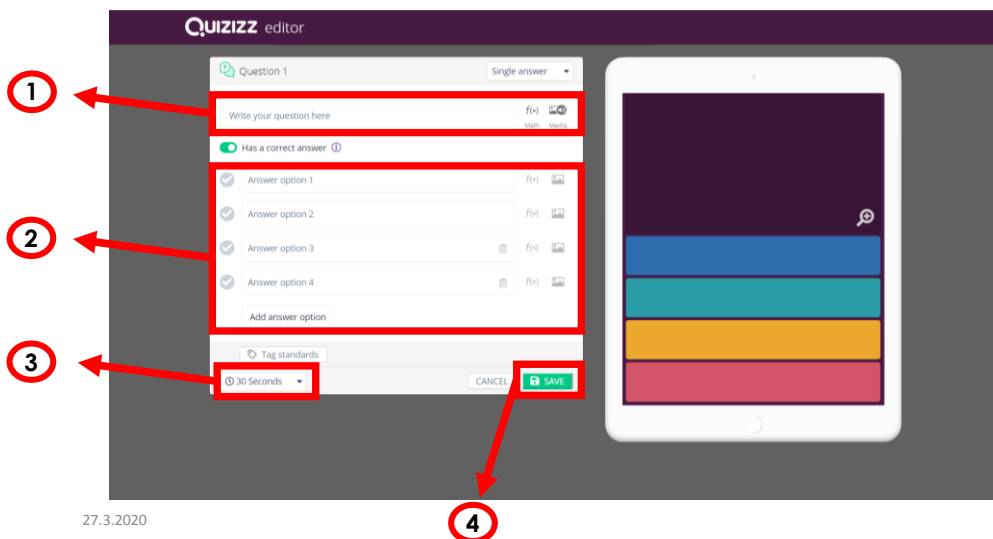 QUIZIZZ editor
Question 1
Single answer
1
Write your question here
f(x)
Math Media
Has a correct answer
Answer option 1
f(x)
2
Answer option 2
f(x)
Answer option 3
f(x)
Answer option 4
f(x)
Add answer option
3
Tag standards
30 Seconds
CANCEL
SAVE
27.3.2020
4